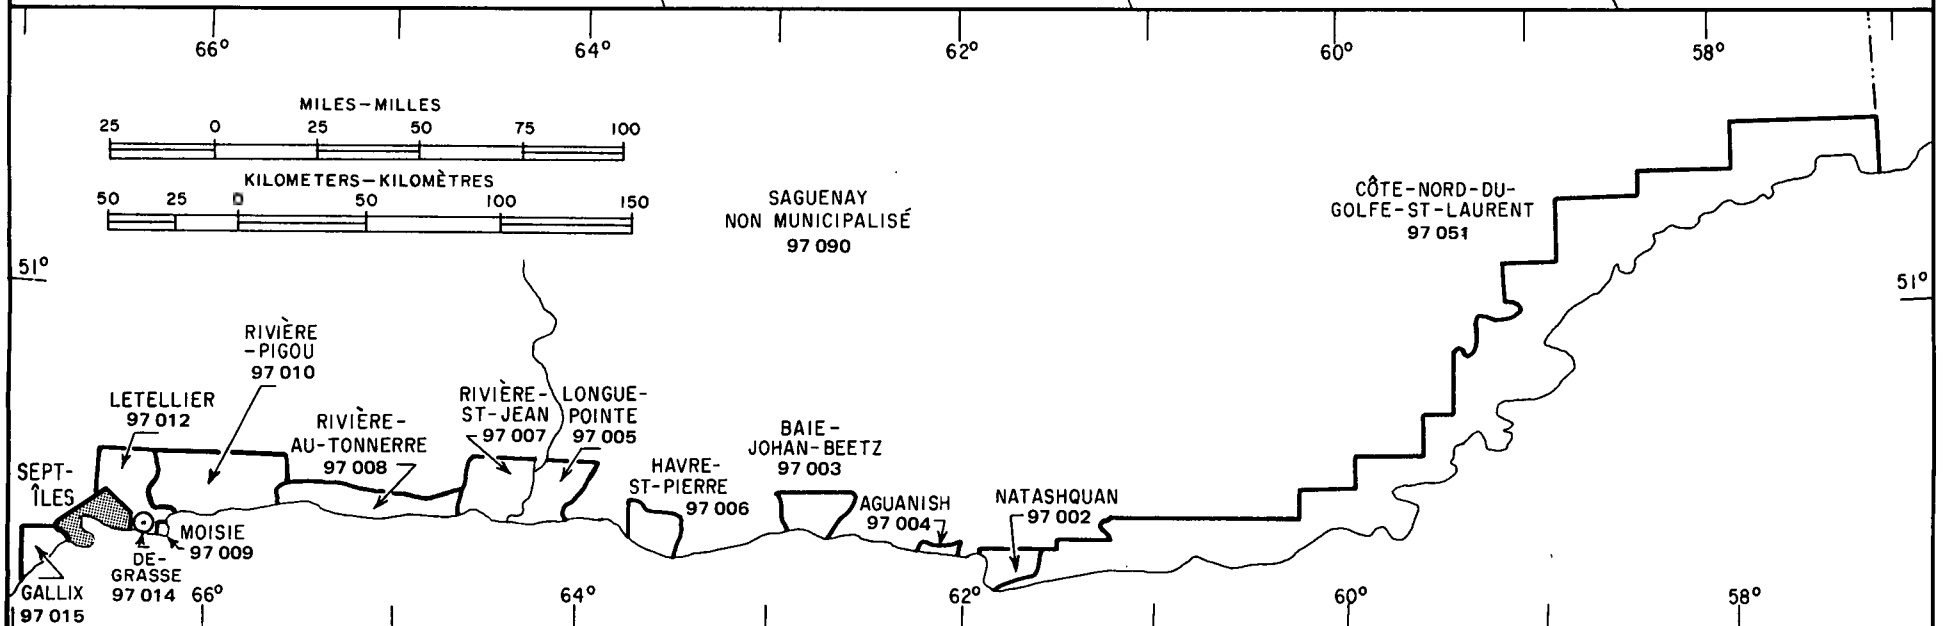 66° 64° 62° 60° 58°
MILES-MILLES
25 0 25 50 75 100
KILOMETERS-KILOMÈTRES
50 25 0 50 100 150
SAGUENAY
NON MUNICIPALISÉ
97 090
CÔTE-NORD-DU-
GOLFE-ST-LAURENT
97 051
51°
51°
RIVIÈRE
-PIGOU
97 010
LETELLIER
97 012
RIVIÈRE-
AU-TONNERRE
97 008
RIVIÈRE-
ST-JEAN
97 007
LONGUE-
POINTE
97 005
HAVRE-
ST-PIERRE
97 006
BAIE-
JOHAN-BEETZ
97 003
AGUANISH
97 004
NATASHQUAN
97 002
SEPT-
ÎLES
MOISIE
97 009
DE-
GRASSE
97 014
GALLIX
97 015
66° 64° 62° 60° 58°